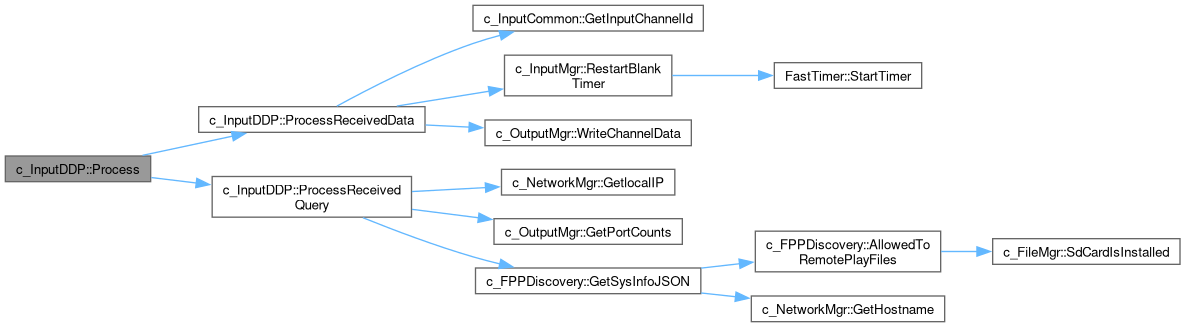 c_InputCommon::GetInputChannelId
c_InputMgr::RestartBlank
Timer
FastTimer::StartTimer
c_InputDDP::ProcessReceivedData
c_OutputMgr::WriteChannelData
c_InputDDP::Process
c_InputDDP::ProcessReceived
Query
c_NetworkMgr::GetlocalIP
c_OutputMgr::GetPortCounts
c_FPPDiscovery::GetSysInfoJSON
c_FPPDiscovery::AllowedTo
RemotePlayFiles
c_FileMgr::SdCardIsInstalled
c_NetworkMgr::GetHostname